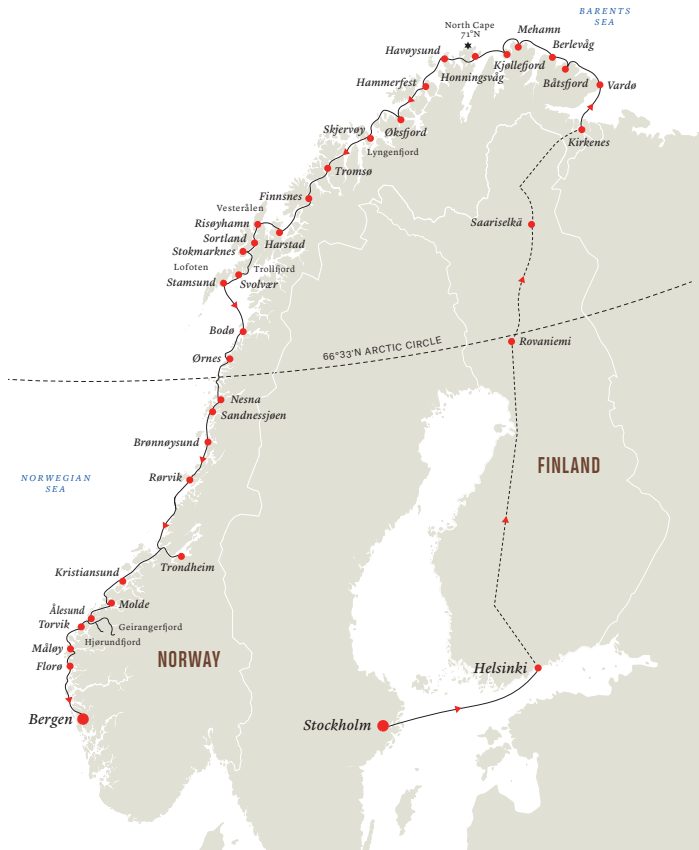 BARENTS
SEA
North Cape
71°N
Mehamn
Havøysund
Berlevåg
Kjøllefjord
Honningsvåg
Hammerfest
Båtsfjord
Vardø
Skjervøy
Øksfjord
Kirkenes
Lyngenfjord
Tromsø
Finnsnes
Vesterålen
Risøyhamn
Saariselkä
Sortland
Harstad
Stokmarknes
Lofoten
Trollfjord
Stamsund
Svolvær
Bodø
66°33'N ARCTIC CIRCLE
Rovaniemi
Ørnes
Nesna
Sandnessjøen
Brønnøysund
FINLAND
Rørvik
NORWEGIAN
SEA
Trondheim
Kristiansund
Molde
Ålesund
Torvik
Geirangerfjord
Hjørundfjord
Måløy
NORWAY
Florø
Helsinki
Bergen
Stockholm